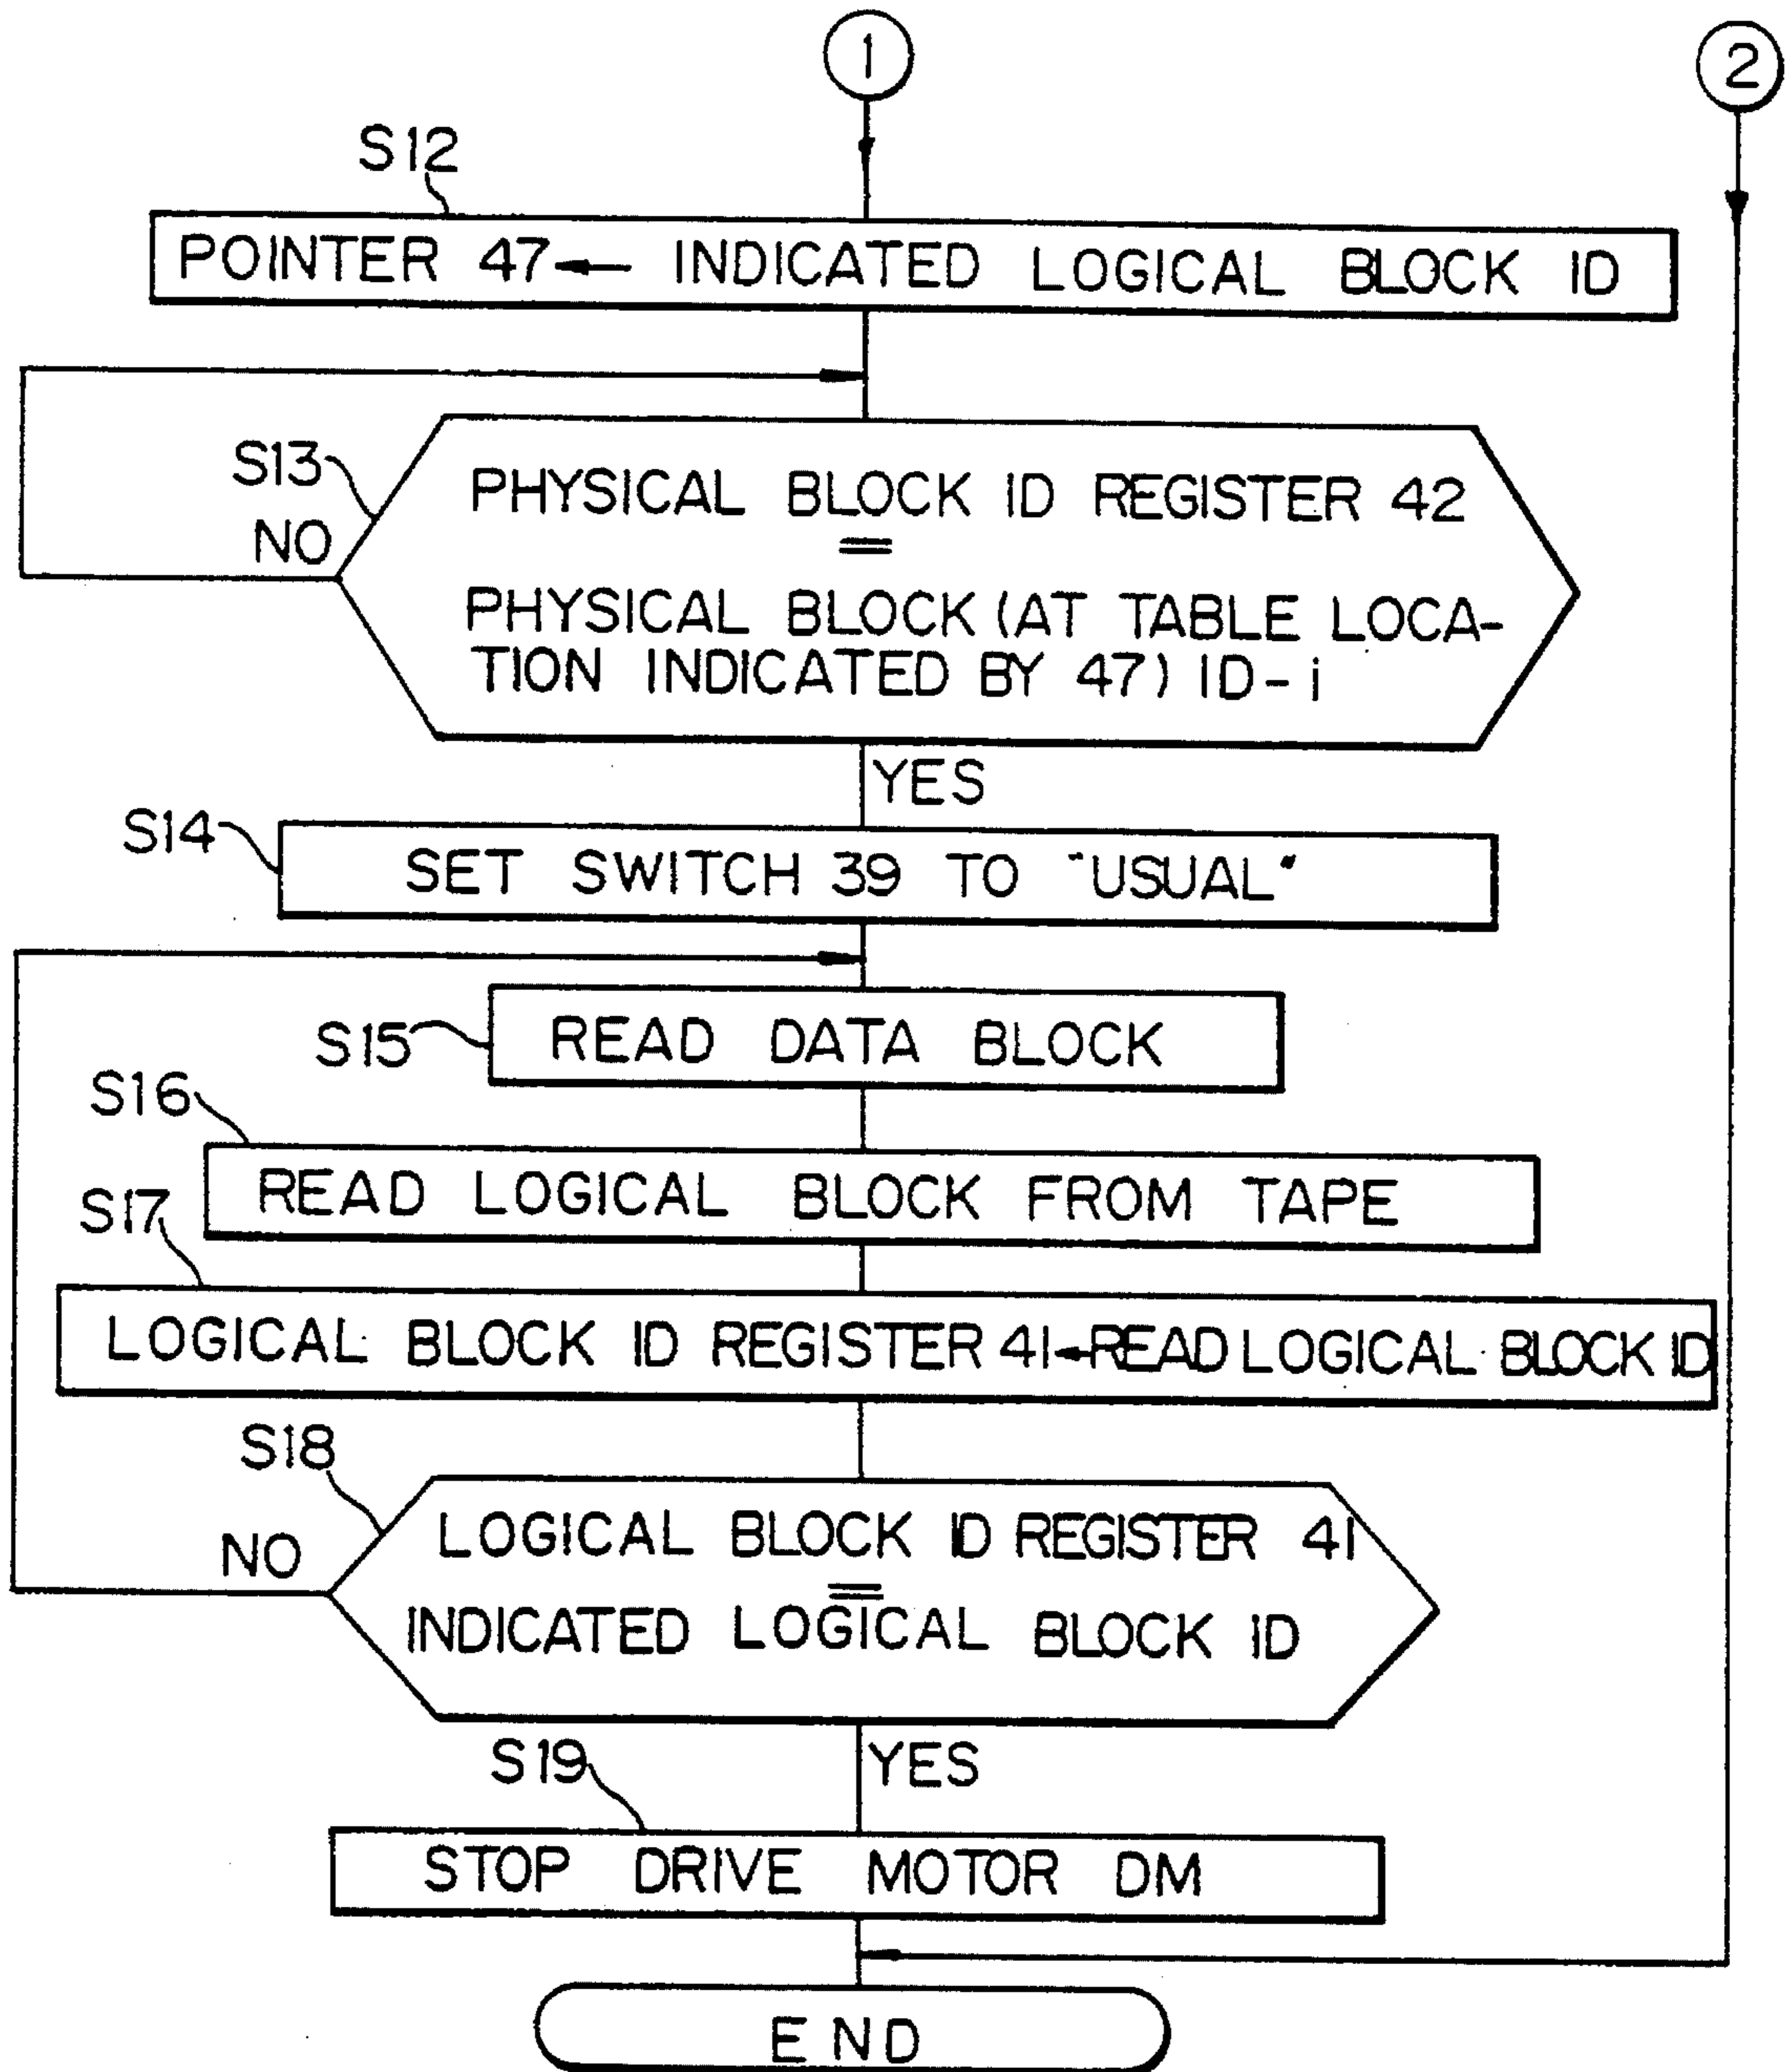 1
2
S12
POINTER 47 ← INDICATED LOGICAL BLOCK ID
S13
NO
PHYSICAL BLOCK ID REGISTER 42
=
PHYSICAL BLOCK (AT TABLE LOCA-
TION INDICATED BY 47) ID-i
YES
S14
SET SWITCH 39 TO "USUAL"
S15
READ DATA BLOCK
S16
READ LOGICAL BLOCK FROM TAPE
S17
LOGICAL BLOCK ID REGISTER 41←READ LOGICAL BLOCK ID
S18
NO
LOGICAL BLOCK ID REGISTER 41
=
INDICATED LOGICAL BLOCK ID
YES
S19
STOP DRIVE MOTOR DM
END